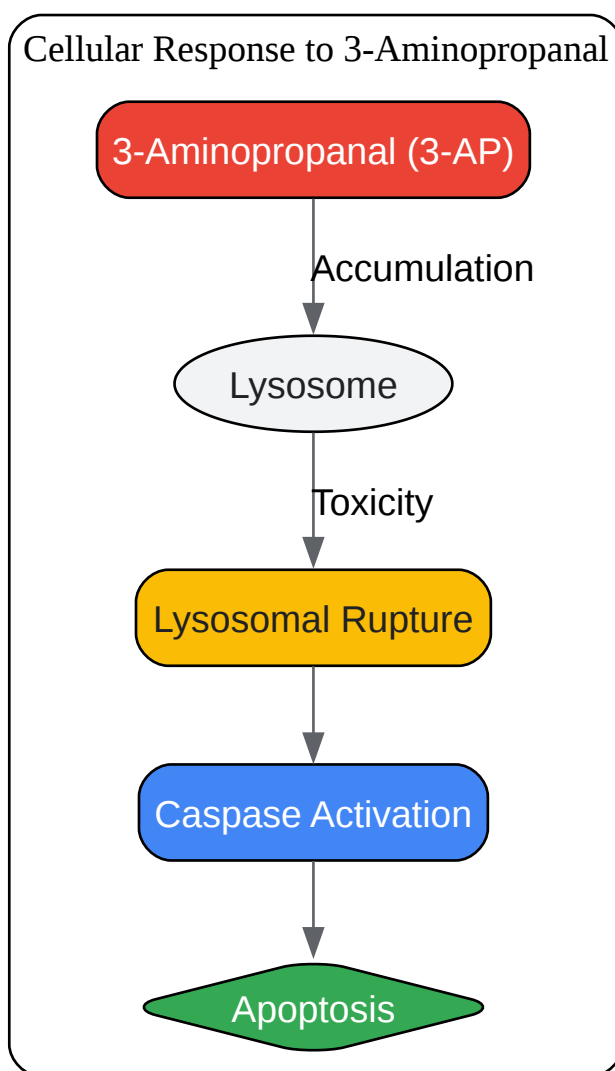 Cellular Response to 3-Aminopropanal
3-Aminopropanal (3-AP)
Accumulation
Lysosome
Toxicity
Lysosomal Rupture
Caspase Activation
Apoptosis